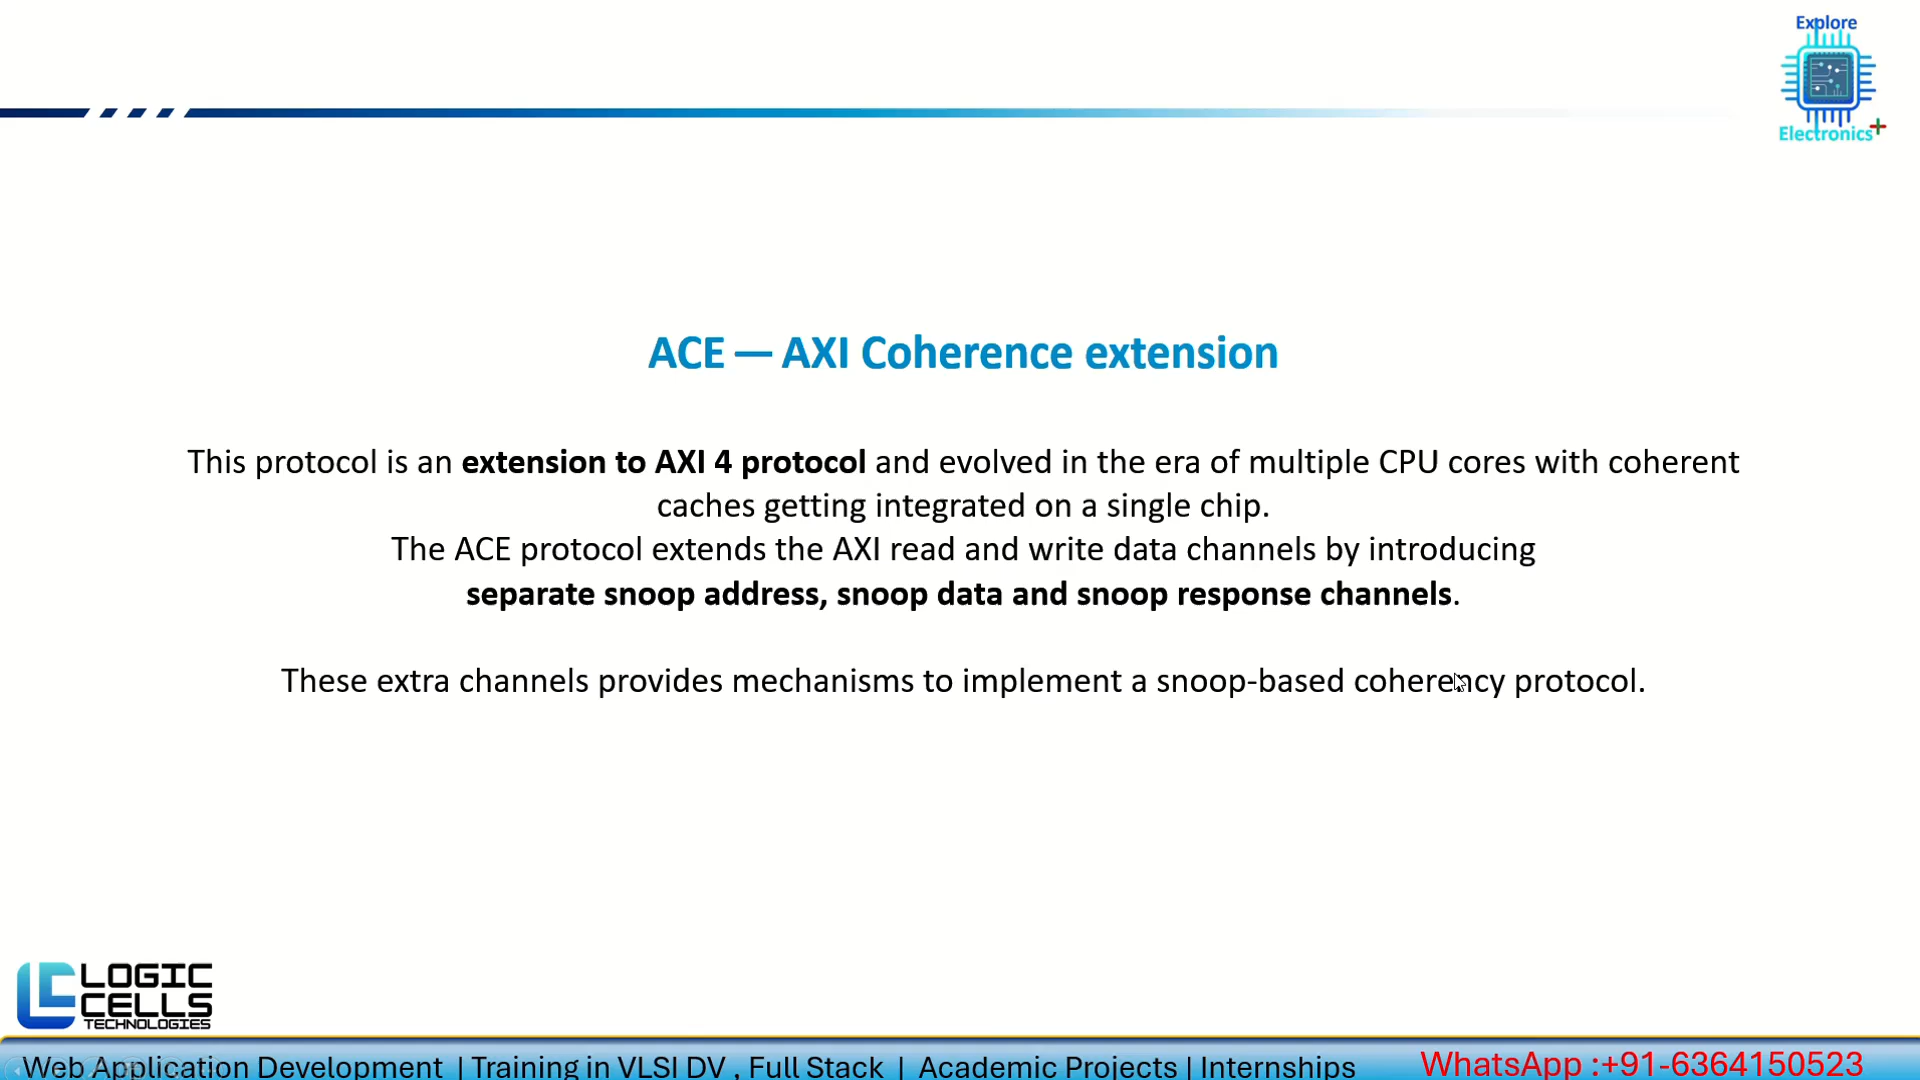 Explore
Electronics+
ACE — AXI Coherence extension
This protocol is an extension to AXI 4 protocol and evolved in the era of multiple CPU cores with coherent
caches getting integrated on a single chip.
The ACE protocol extends the AXI read and write data channels by introducing
separate snoop address, snoop data and snoop response channels.
These extra channels provides mechanisms to implement a snoop-based coherency protocol.
LOGIC
CELLS
TECHNOLOGIES
Web Application Development | Training in VLSI DV , Full Stack | Academic Projects | Internships
WhatsApp :+91-6364150523